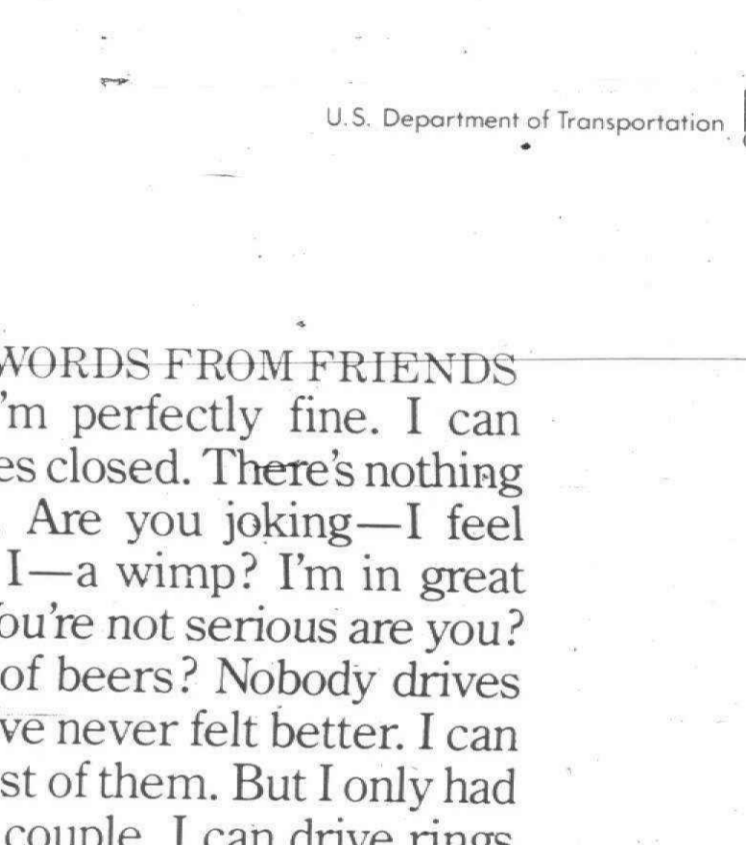 U.S. Department of Transportation
WORDS FROM FRIENDS
'm perfectly fine. I can
es closed. There's nothing
Are you joking—I feel
I—a wimp? I'm in great
ou're not serious are you?
of beers? Nobody drives
ve never felt better. I can
st of them. But I only had
couple. I can drive rings